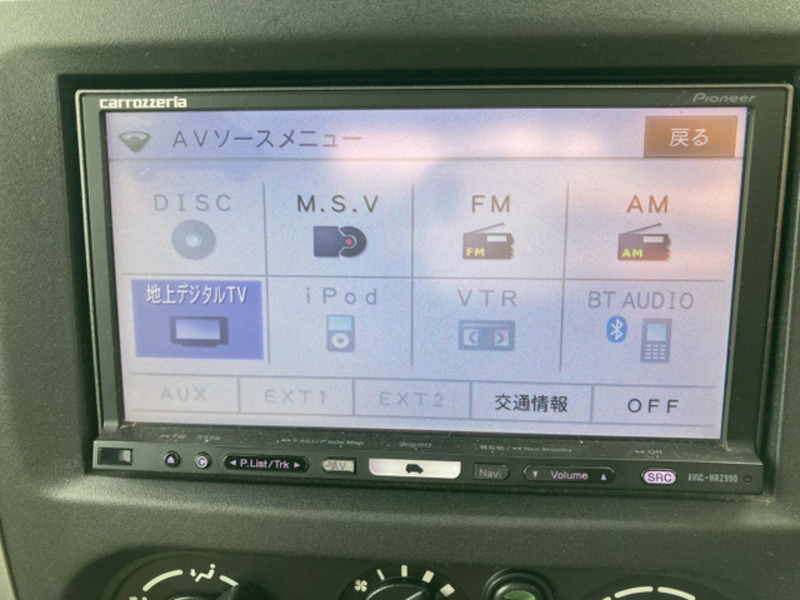 carrozzeria
Pioneer
AVソースメニュー
戻る
DISC
M.S.V
FM
AM
FM
AM
地上デジタルTV
iPod
VTR
BT AUDIO
AUX
EXT1
EXT2
交通情報
OFF
◀ P.List/Trk ▶
AV
Navi
▼ Volume ▲
SRC
AVIC-HRZ990